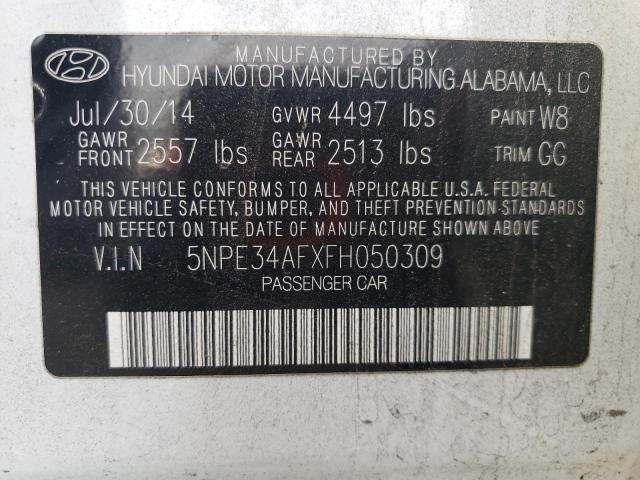 MANUFACTURED BY
HYUNDAI MOTOR MANUFACTURING ALABAMA, LLC
Jul/30/14 GVWR 4497 lbs PAINT W8
GAWR FRONT 2557 lbs GAWR REAR 2513 lbs TRIM GG
THIS VEHICLE CONFORMS TO ALL APPLICABLE U.S.A. FEDERAL
MOTOR VEHICLE SAFETY, BUMPER, AND THEFT PREVENTION STANDARDS
IN EFFECT ON THE DATE OF MANUFACTURE SHOWN ABOVE
V.I.N 5NPE34AFXFH050309
PASSENGER CAR